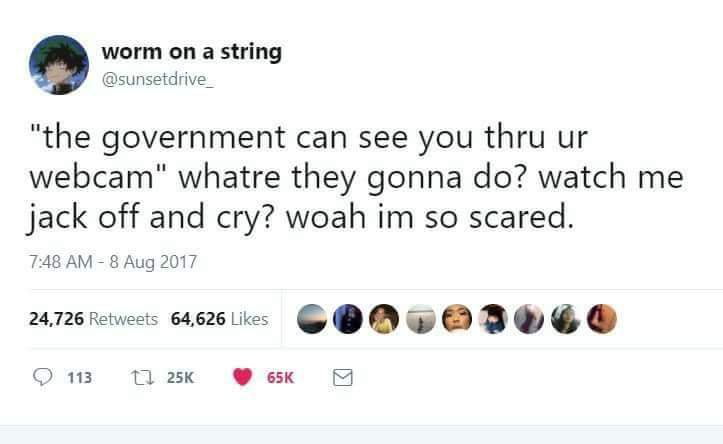 worm on a string
@sunsetdrive_
"the government can see you thru ur
webcam" whatre they gonna do? watch me
jack off and cry? woah im so scared.
7:48 AM - 8 Aug 2017
24,726 Retweets 64,626 Likes
113 25K 65K